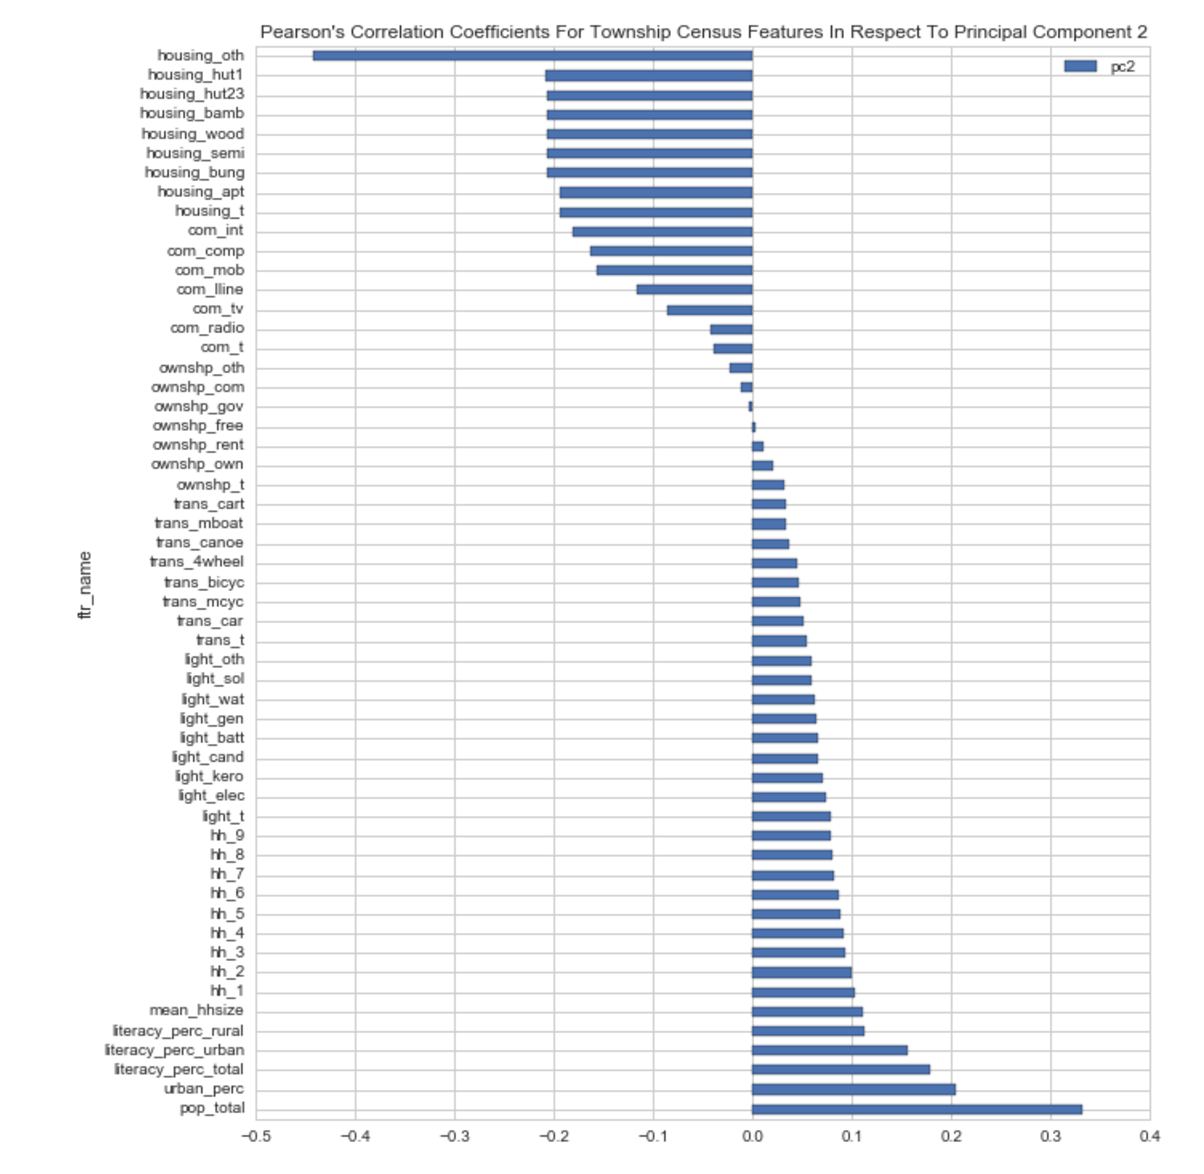 Pearson's Correlation Coefficients For Township Census Features In Respect To Principal Component 2
pc2
housing_oth
housing_hut1
housing_hut23
housing_bamb
housing_wood
housing_semi
housing_bung
housing_apt
housing_t
com_int
com_comp
com_mob
com_lline
com_tv
com_radio
com_t
ownshp_oth
ownshp_com
ownshp_gov
ownshp_free
ownshp_rent
ownshp_own
ownshp_t
trans_cart
trans_mboat
trans_canoe
trans_4wheel
trans_bicyc
trans_mcyc
trans_car
trans_t
light_oth
light_sol
light_wat
light_gen
light_batt
light_cand
light_kero
light_elec
light_t
hh_9
hh_8
hh_7
hh_6
hh_5
hh_4
hh_3
hh_2
hh_1
mean_hhsize
literacy_perc_rural
literacy_perc_urban
literacy_perc_total
urban_perc
pop_total
ftr_name
−0.5 −0.4 −0.3 −0.2 −0.1 0.0 0.1 0.2 0.3 0.4